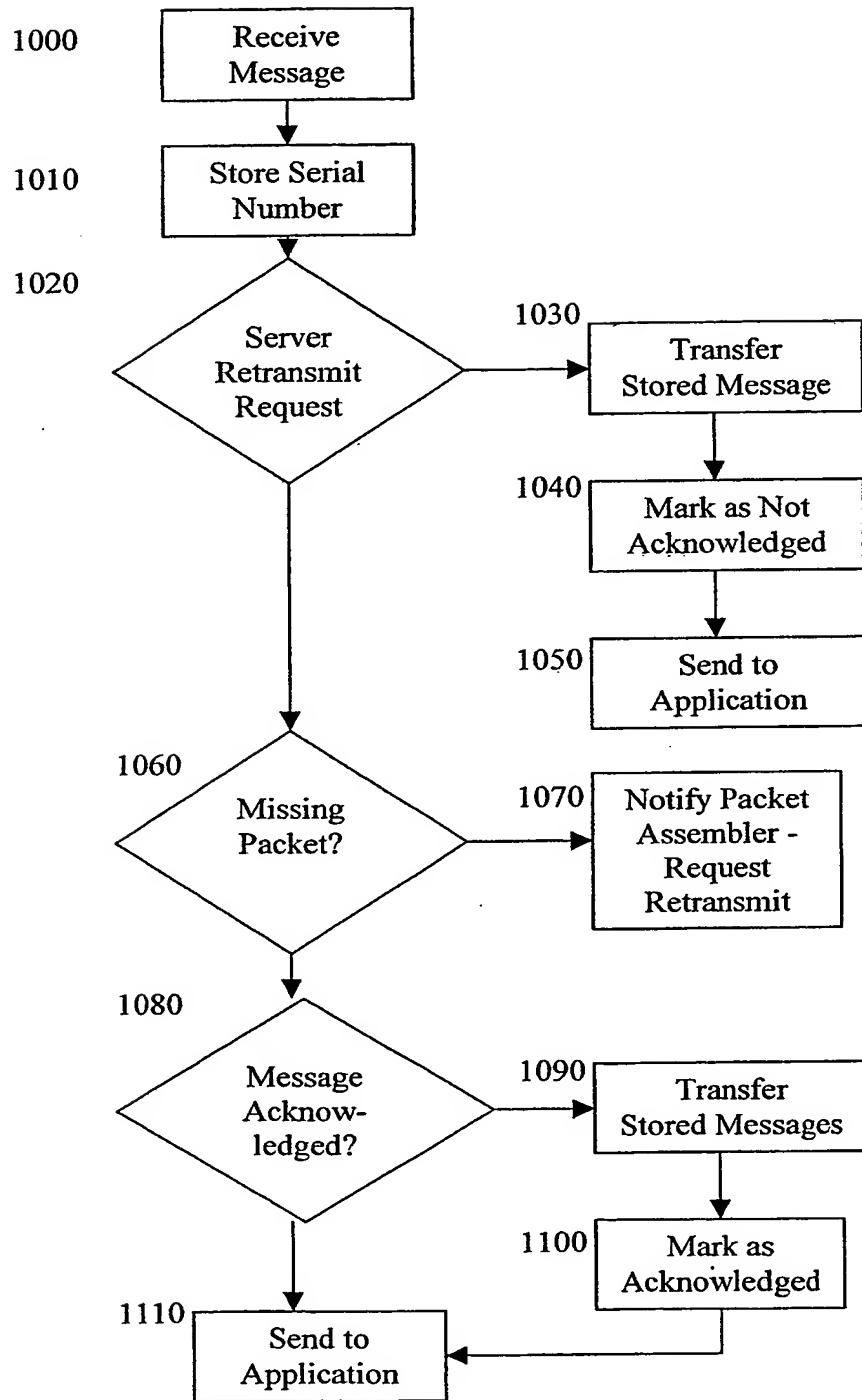 1000
Receive
Message
1010
Store Serial
Number
1020
Server
Retransmit
Request
1030
Transfer
Stored Message
1040
Mark as Not
Acknowledged
1050
Send to
Application
1060
Missing
Packet?
1070
Notify Packet
Assembler -
Request
Retransmit
1080
Message
Acknow-
ledged?
1090
Transfer
Stored Messages
1100
Mark as
Acknowledged
1110
Send to
Application